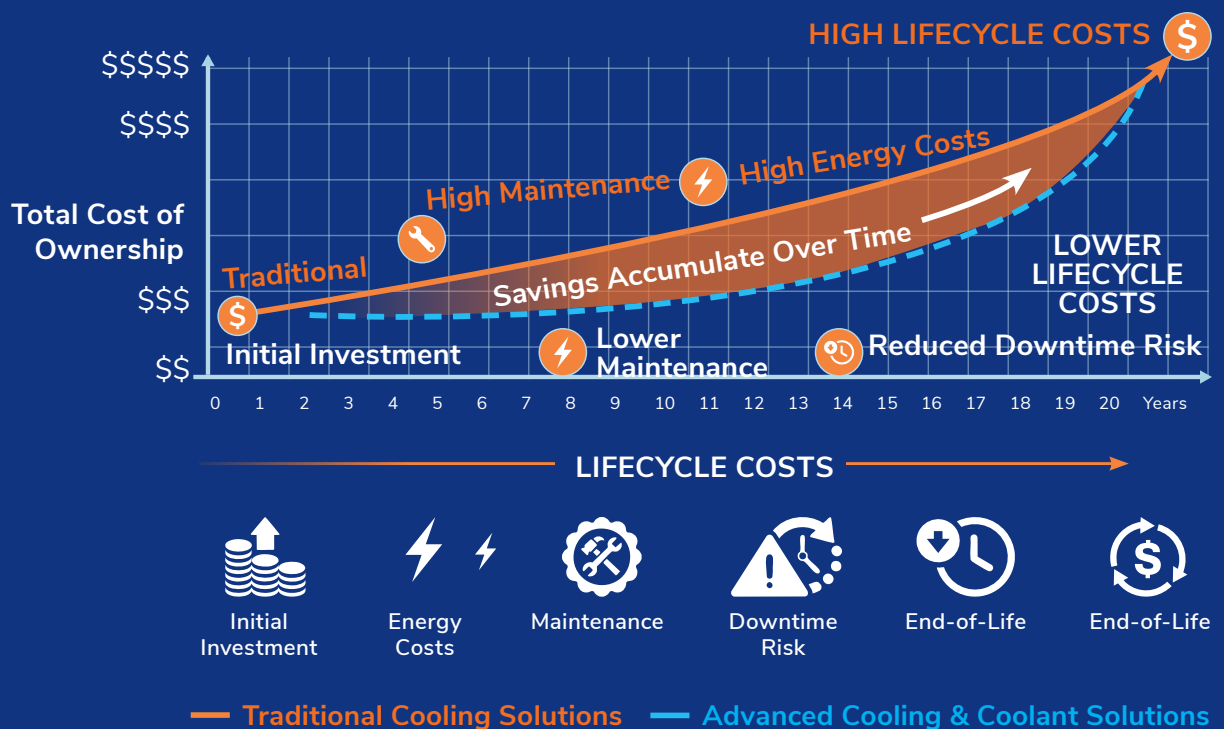 HIGH LIFECYCLE COSTS
$
$$$$$
$$$$
High Energy Costs
High Maintenance
Total Cost of
Ownership
Savings Accumulate Over Time
LOWER
LIFECYCLE
COSTS
Traditional
$$$
$
Initial Investment
Lower
Maintenance
Reduced Downtime Risk
$$
0 1 2 3 4 5 6 7 8 9 10 11 12 13 14 15 16 17 18 19 20 Years
LIFECYCLE COSTS
$
Initial
Investment
Energy
Costs
Maintenance
Downtime
Risk
End-of-Life
End-of-Life
Traditional Cooling Solutions
Advanced Cooling & Coolant Solutions